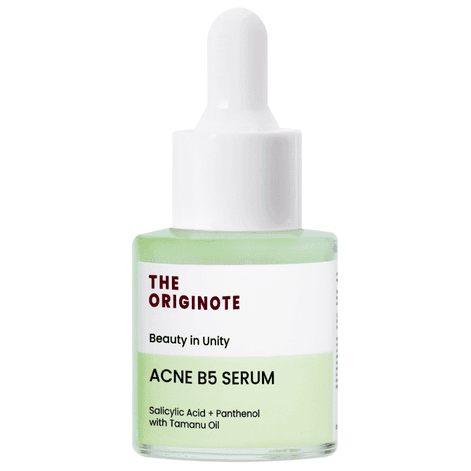 THE
ORIGINOTE
Beauty in Unity
ACNE B5 SERUM
Salicylic Acid + Panthenol
with Tamanu Oil